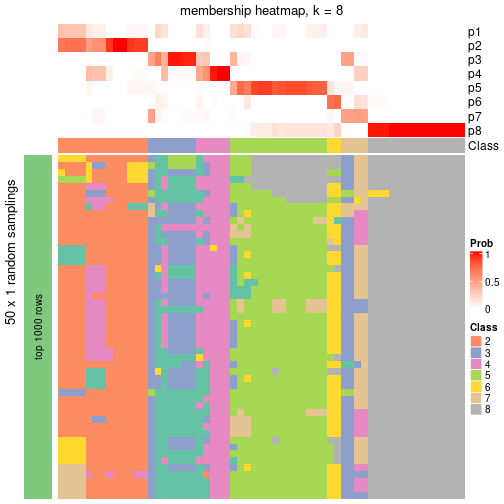 membership heatmap, k = 8
p1
p2
p3
p4
p5
p6
p7
p8
Class
50 x 1 random samplings
top 1000 rows
Prob
1
0.5
0
Class
2
3
4
5
6
7
8